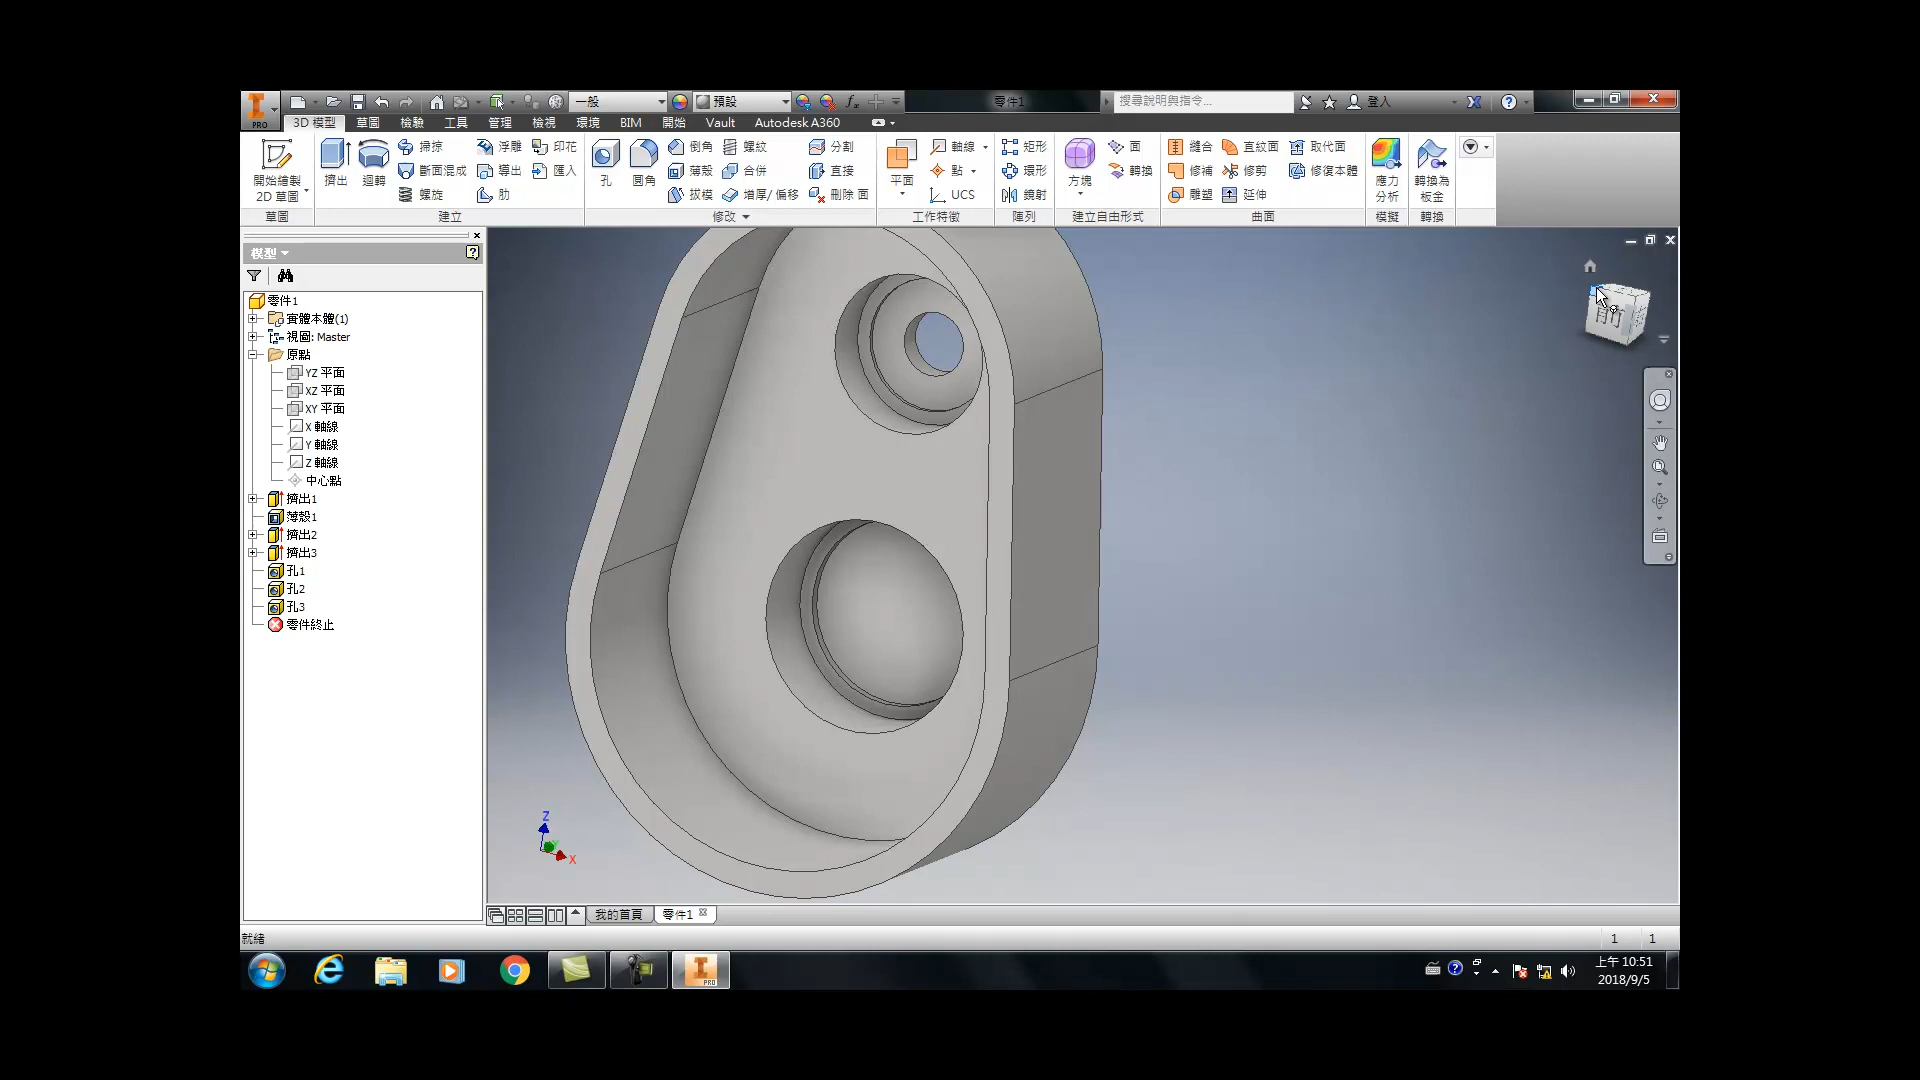 一般
預設
零件1
搜尋說明與指令...
登入
PRO
3D 模型 草圖 檢驗 工具 管理 檢視 環境 BIM 開始 Vault Autodesk A360
開始繪製
2D 草圖
草圖
擠出
迴轉
掃掠
斷面混成
螺旋
浮雕
導出
肋
印花
匯入
建立
孔
圓角
倒角
薄殼
拔模
螺紋
合併
增厚/ 偏移
分割
直接
刪除 面
修改
平面
軸線
點
UCS
工作特徵
矩形
環形
鏡射
陣列
方塊
面
轉換
建立自由形式
縫合
修補
雕塑
直紋面
修剪
延伸
取代面
修復本體
曲面
應力
分析
模擬
轉換為
板金
轉換
模型
零件1
實體本體(1)
視圖: Master
原點
YZ 平面
XZ 平面
XY 平面
X 軸線
Y 軸線
Z 軸線
中心點
擠出1
薄殼1
擠出2
擠出3
孔1
孔2
孔3
零件終止
前
Z
X
我的首頁
零件1
就緒
1 1
PRO
上午 10:51
2018/9/5